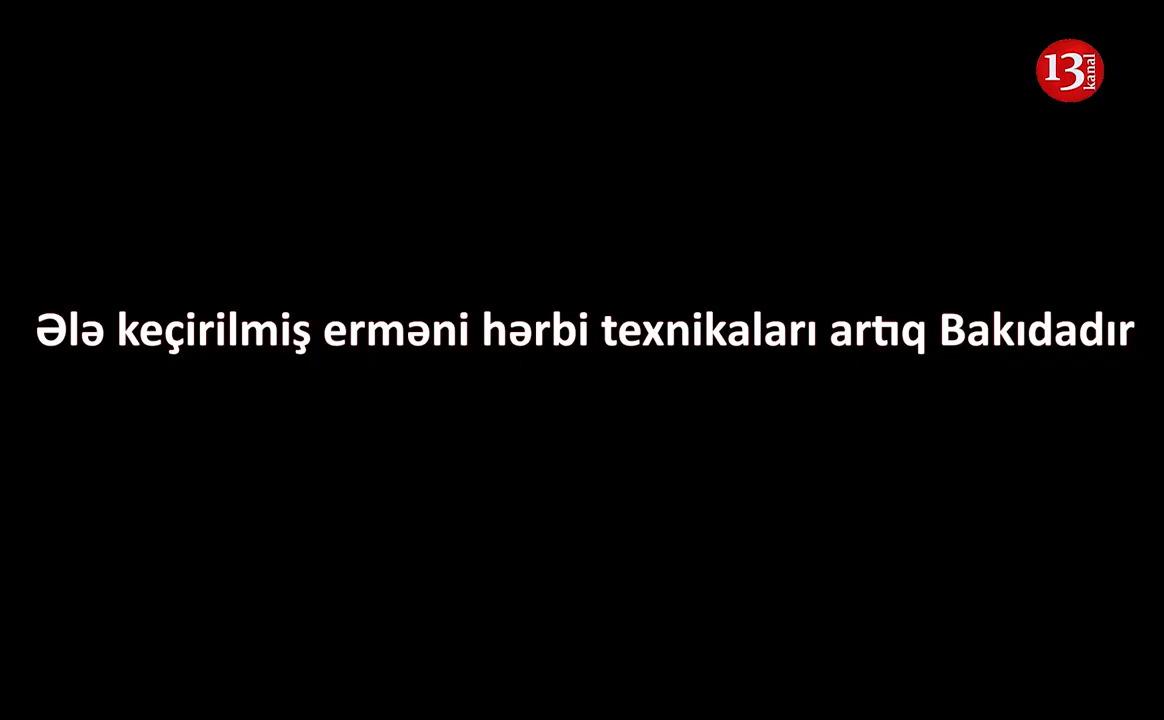 13 kanal
Ələ keçirilmiş erməni hərbi texnikaları artıq Bakıdadır